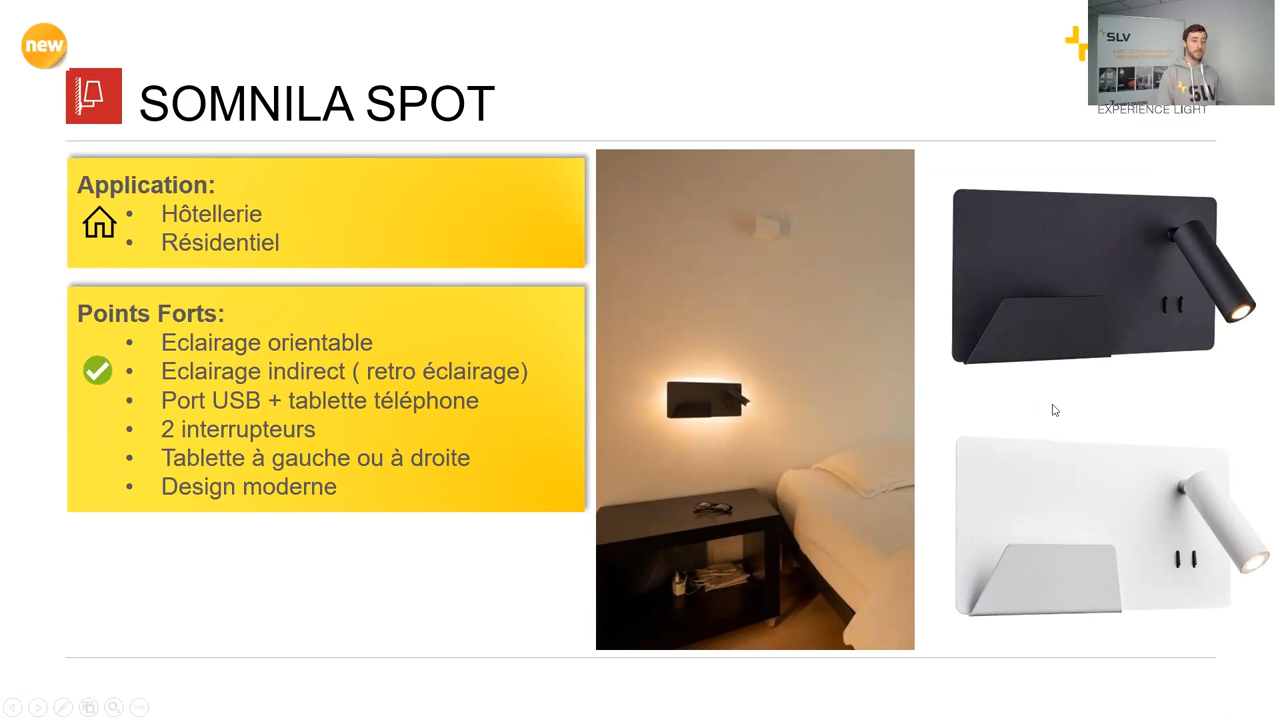 new
SOMNILA SPOT
SLV
SLV
EXPERIENCE LIGHT
Application:
• Hôtellerie
• Résidentiel
Points Forts:
• Eclairage orientable
• Eclairage indirect ( retro éclairage)
• Port USB + tablette téléphone
• 2 interrupteurs
• Tablette à gauche ou à droite
• Design moderne